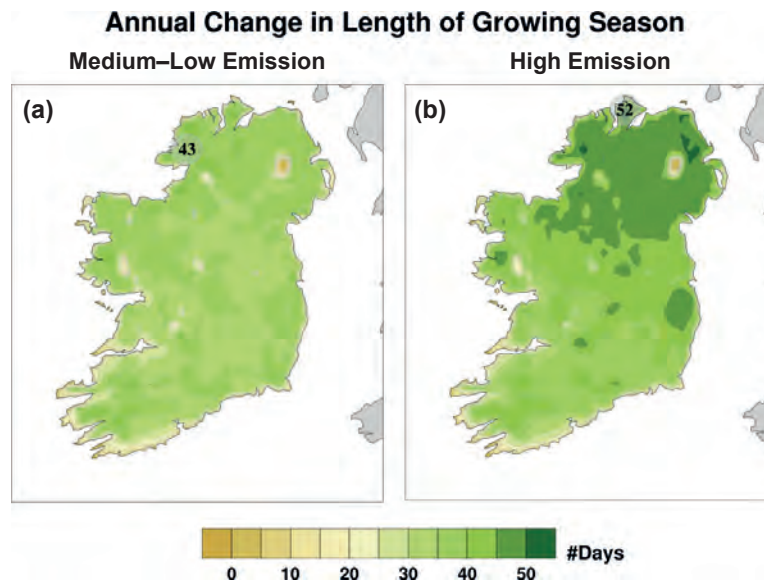 Annual Change in Length of Growing Season
Medium–Low Emission
High Emission
(a)
(b)
43
52
#Days
0 10 20 30 40 50